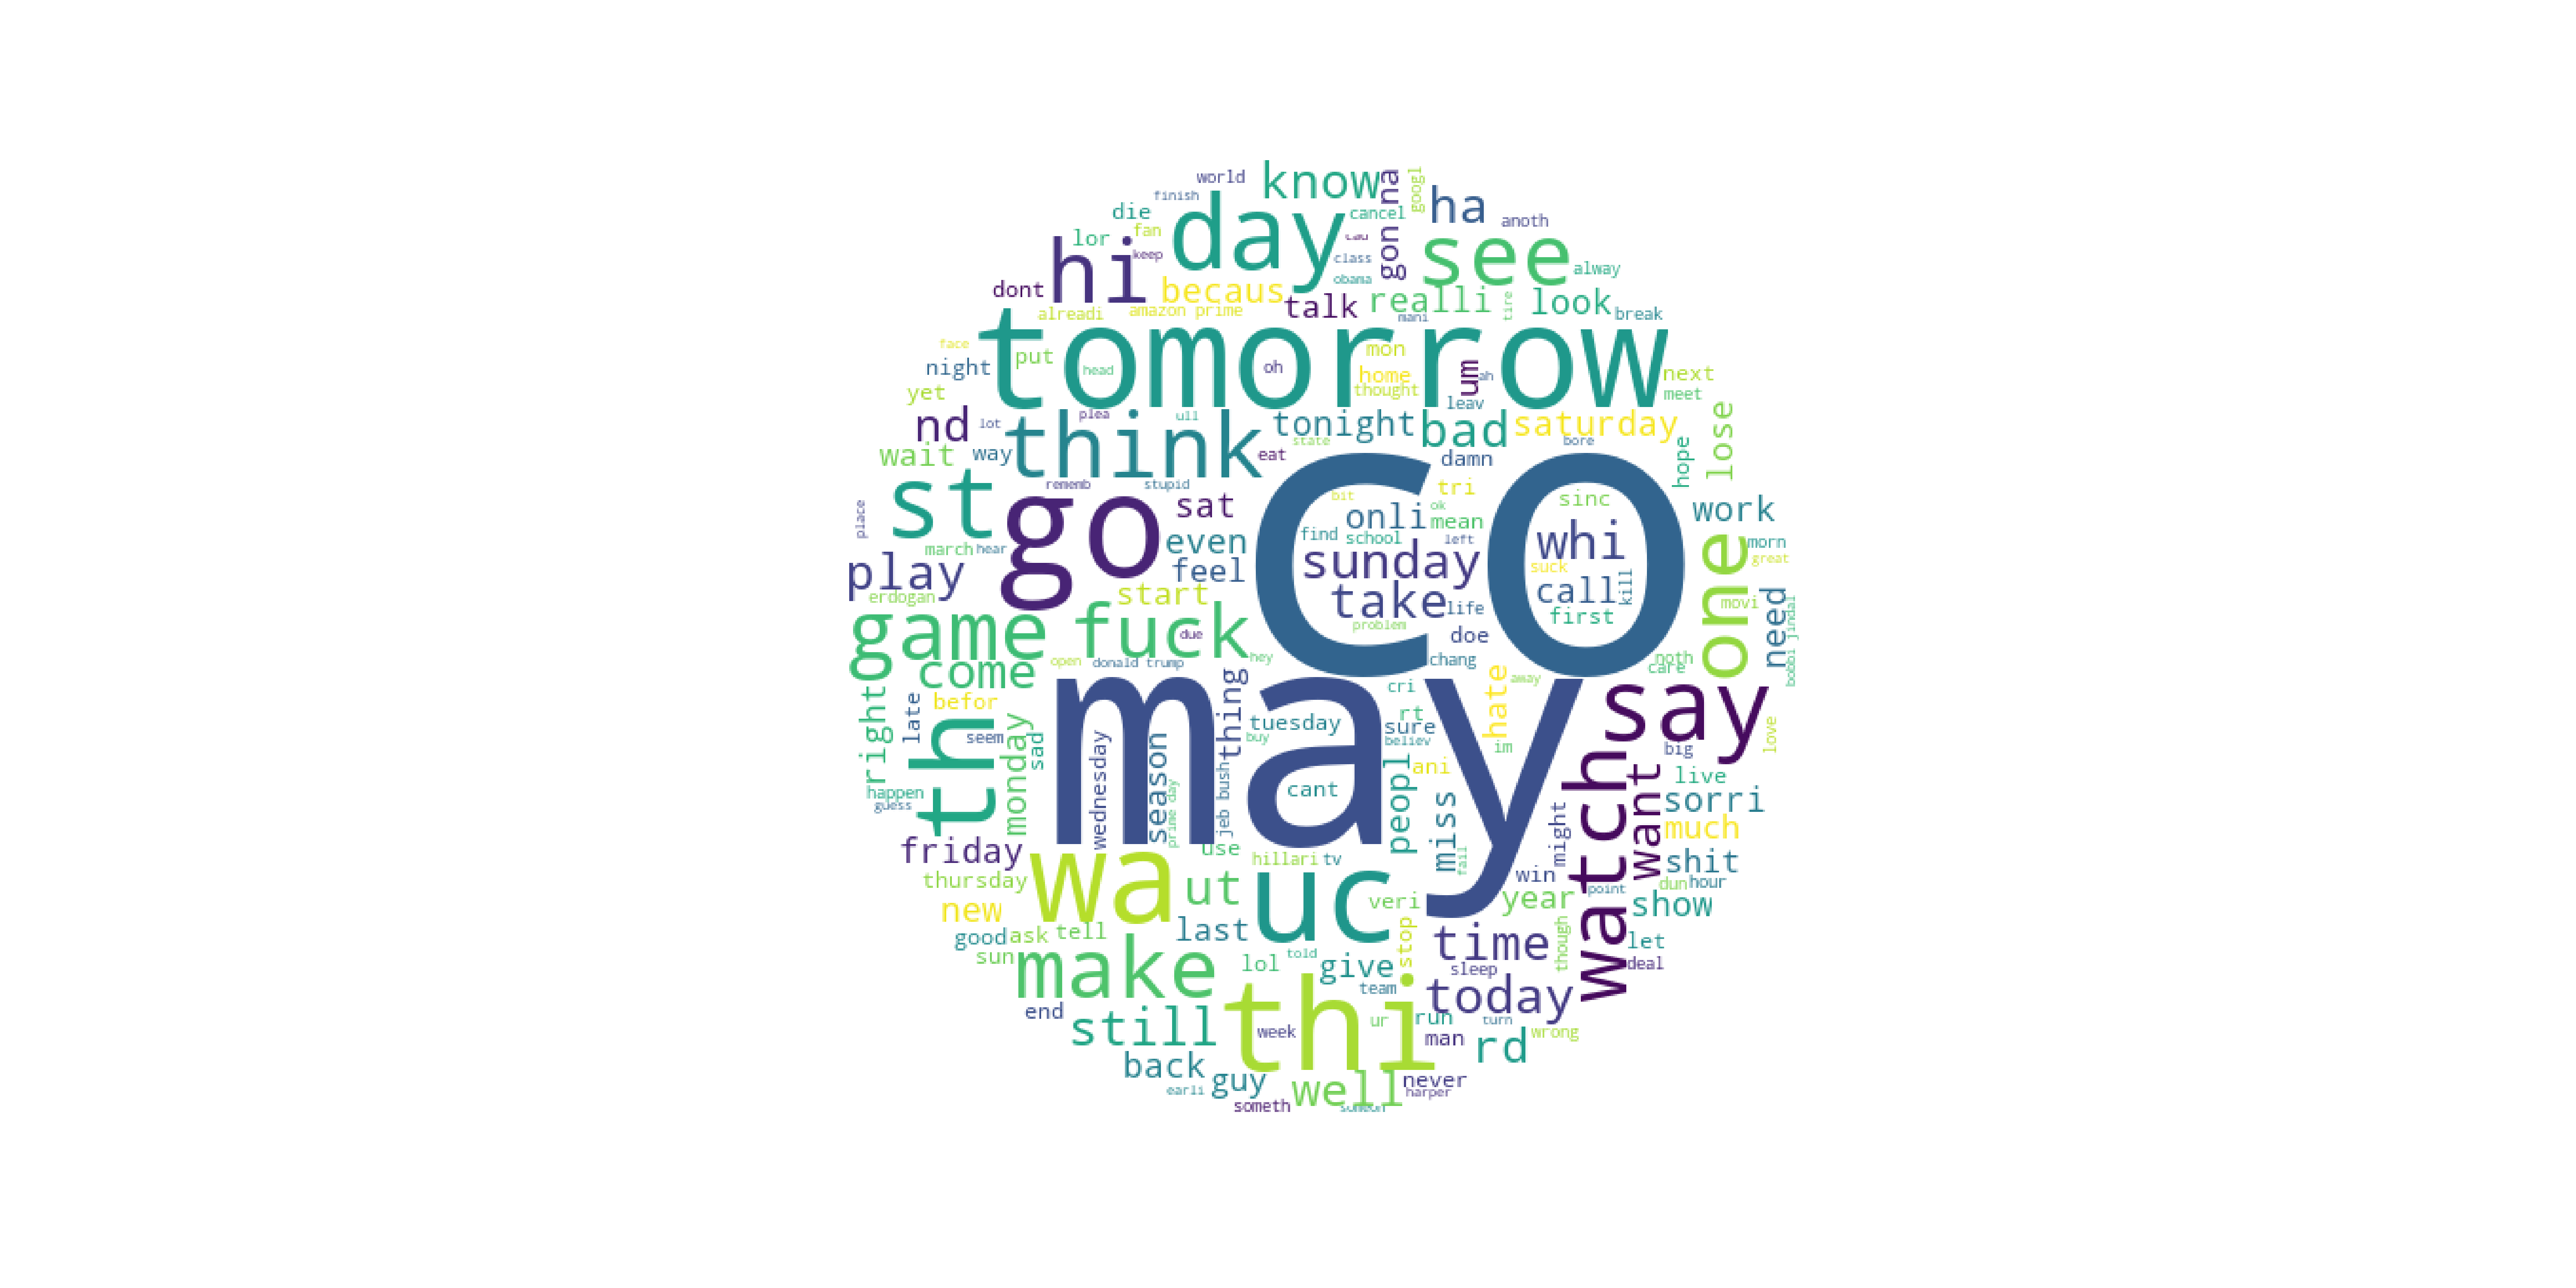 world
know
gon na
googl
finish
day
ha
die
cancel
anoth
fan
lor
hi
keep
class
see
obama
alway
dont
becaus
talk
realli
tire
look
break
alreadi
amazon prime
mani
tomorrow
face
put
mon
night
head
oh
home
um
ah
next
yet
thought
meet
leav
nd
lot
plea
ull
tonight
bad
saturday
lose
think
state
bore
wait
way
eat
damn
hope
rememb
stupid
co
st
go
sat
bit
tri
sinc
place
onli
ok
mean
work
even
find
school
left
whi
morn
march
hear
sunday
great
play
feel
suck
one
erdogan
start
take
life
call
kill
movi
need
first
bobbi jindal
game
fuck
due
problem
doe
come
open
donald trump
hey
chang
noth
care
away
may
say
right
late
befor
thing
cri
hate
th
monday
sad
seem
tuesday
rt
sure
love
wednesday
season
buy
believ
im
big
watch
happen
guess
prime day
jeb bush
cant
peopl
ani
live
want
sorri
miss
might
much
friday
use
hillari
tv
fail
shit
thursday
wa
ut
uc
win
point
dun
hour
new
veri
year
show
good
ask
tell
last
stop
time
though
let
sun
make
lol
told
give
sleep
deal
team
today
end
still
thi
week
ur
run
turn
man
rd
wrong
back
earli
guy
well
never
harper
someth
someon